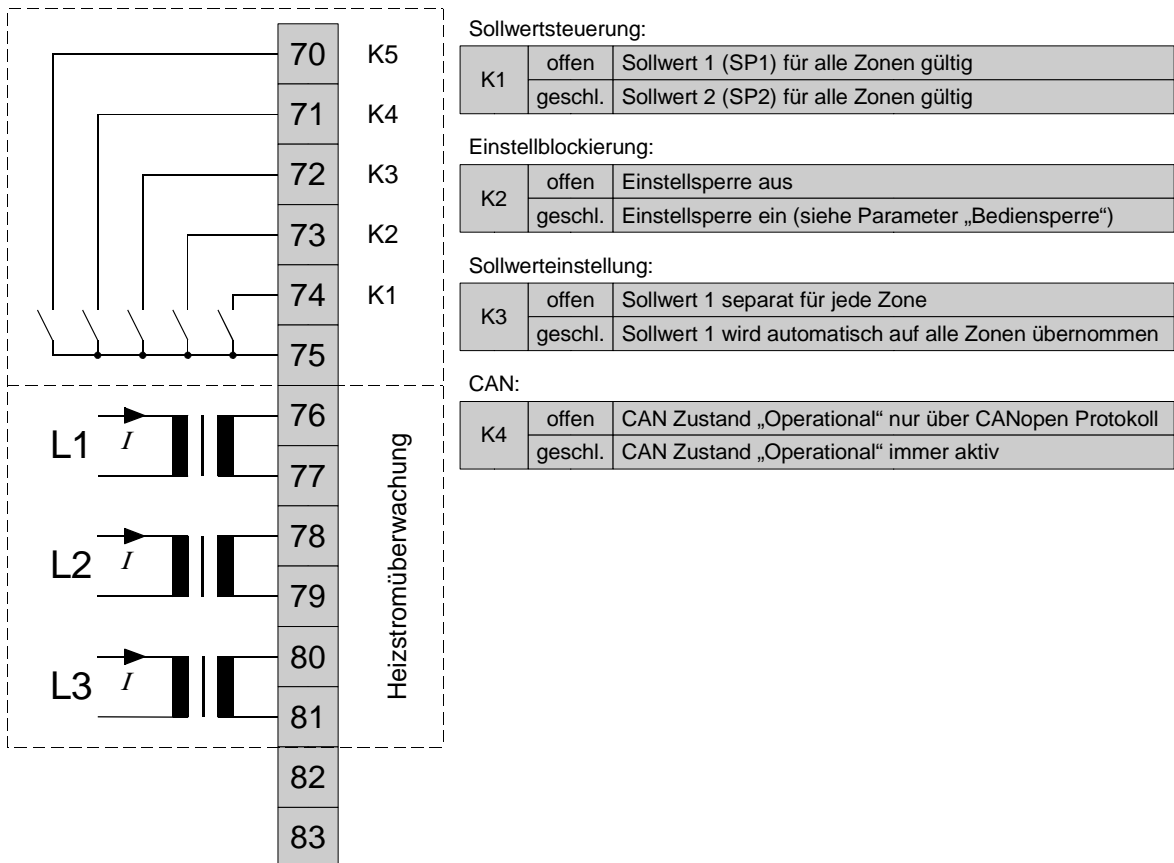 70 K5
71 K4
72 K3
73 K2
74 K1
75
76
L1 I
77
78
L2 I
79
80
L3 I
81
82
83
Heizstromüberwachung
Sollwertsteuerung:
K1 offen Sollwert 1 (SP1) für alle Zonen gültig
geschl. Sollwert 2 (SP2) für alle Zonen gültig
Einstellblockierung:
K2 offen Einstellsperre aus
geschl. Einstellsperre ein (siehe Parameter „Bediensperre“)
Sollwerteinstellung:
K3 offen Sollwert 1 separat für jede Zone
geschl. Sollwert 1 wird automatisch auf alle Zonen übernommen
CAN:
K4 offen CAN Zustand „Operational“ nur über CANopen Protokoll
geschl. CAN Zustand „Operational“ immer aktiv